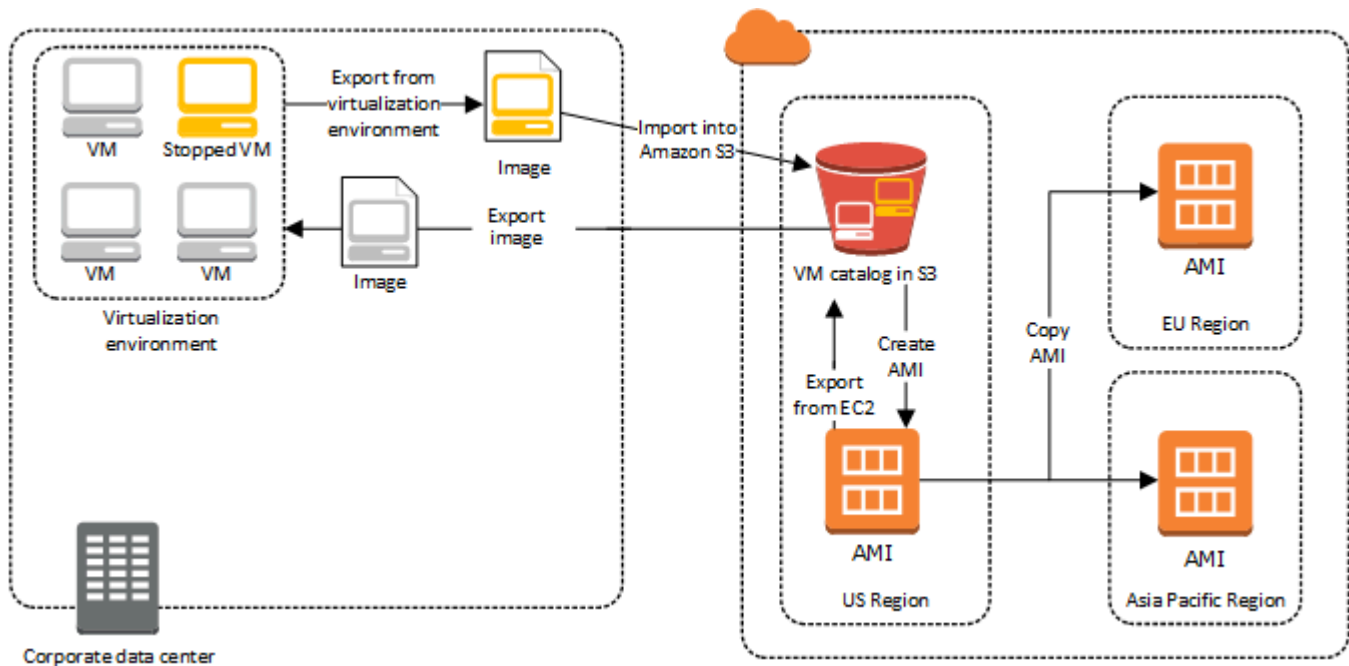 VM
Stopped VM
VM
VM
Virtualization
environment
Export from
virtualization
environment
Image
Import into
Amazon S3
Image
Export
image
Corporate data center
VM catalog in S3
Export
from EC2
Create
AMI
AMI
US Region
Copy
AMI
AMI
EU Region
AMI
Asia Pacific Region